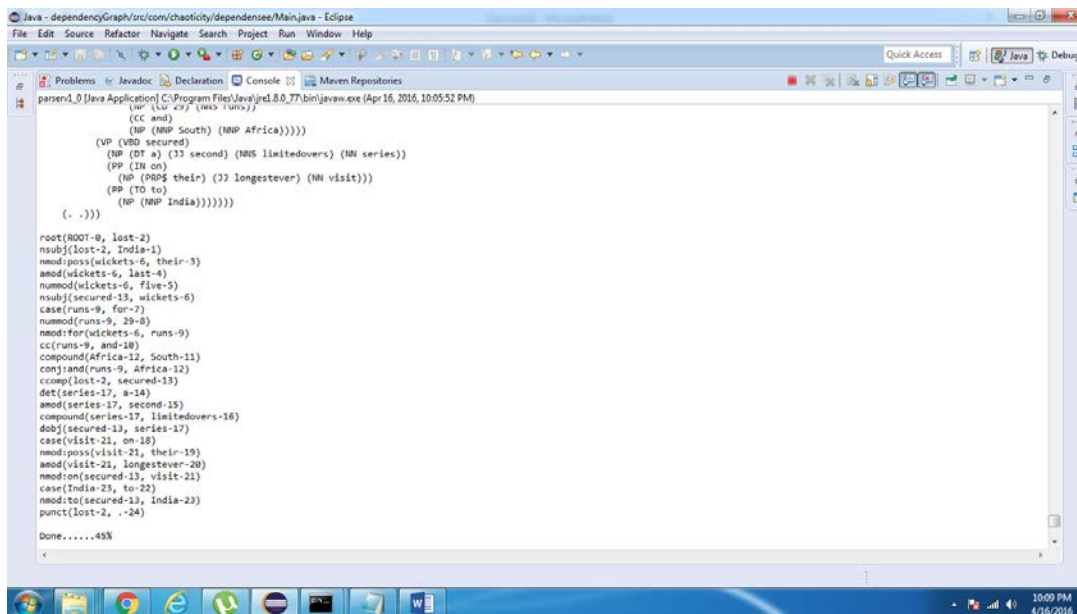 Java - dependencyGraph/src/com/chaoticity/dependensee/Main.java - Eclipse
File Edit Source Refactor Navigate Search Project Run Window Help
Quick Access
Java
Debug
Problems Javadoc Declaration Console Maven Repositories
parserv1_0 [Java Application] C:\Program Files\Java\jre1.8.0_77\bin\javaw.exe (Apr 16, 2016, 10:05:52 PM)
(NP (CD 29) (NNS runs))
(CC and)
(NP (NNP South) (NNP Africa)))))
(VP (VBD secured)
(NP (DT a) (JJ second) (NNS limitedovers) (NN series))
(PP (IN on)
(NP (PRP$ their) (JJ longestever) (NN visit)))
(PP (TO to)
(NP (NNP India)))))))
(. .)))
root(ROOT-0, lost-2)
nsubj(lost-2, India-1)
nmod:poss(wickets-6, their-3)
amod(wickets-6, last-4)
nummod(wickets-6, five-5)
nsubj(secured-13, wickets-6)
case(runs-9, for-7)
nummod(runs-9, 29-8)
nmod:for(wickets-6, runs-9)
cc(runs-9, and-10)
compound(Africa-12, South-11)
conj:and(runs-9, Africa-12)
ccomp(lost-2, secured-13)
det(series-17, a-14)
amod(series-17, second-15)
compound(series-17, limitedovers-16)
dobj(secured-13, series-17)
case(visit-21, on-18)
nmod:poss(visit-21, their-19)
amod(visit-21, longestever-20)
nmod:on(secured-13, visit-21)
case(India-23, to-22)
nmod:to(secured-13, India-23)
punct(lost-2, .-24)
Done......45%
10:09 PM
4/16/2016